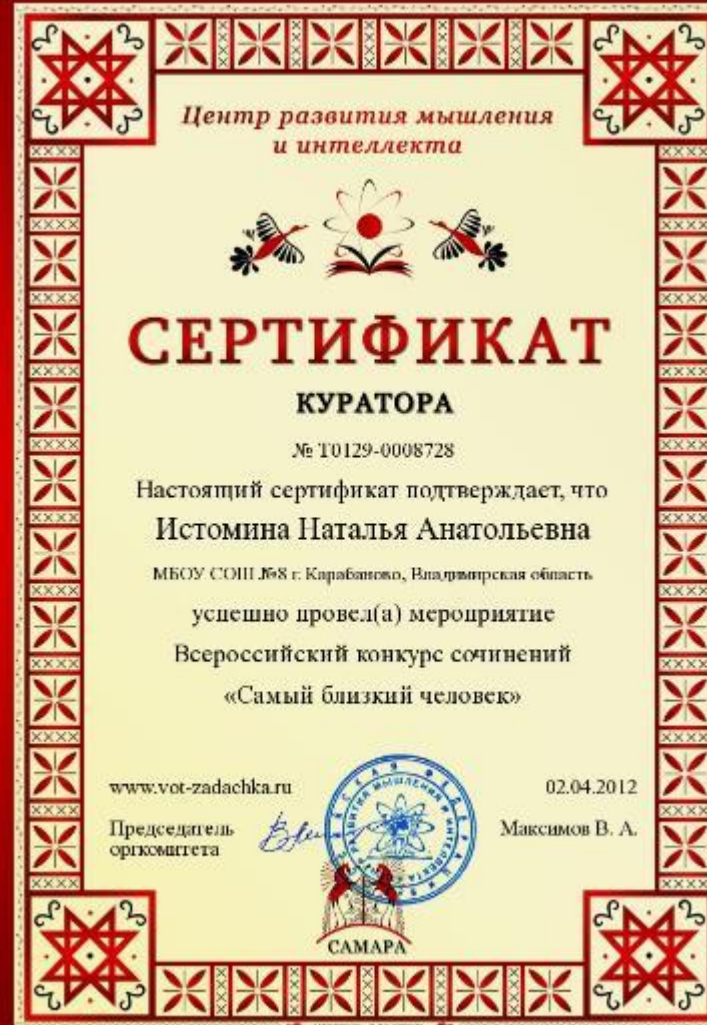 Центр развития мышления
и интеллекта
СЕРТИФИКАТ
КУРАТОРА
№ T0129-0008728
Настоящий сертификат подтверждает, что
Истомина Наталья Анатольевна
МБОУ СОШ №8 г. Карабаново, Владимирская область
успешно провел(а) мероприятие
Всероссийский конкурс сочинений
«Самый близкий человек»
www.vot-zadachka.ru
02.04.2012
Председатель
оргкомитета
Максимов В. А.
САМАРА